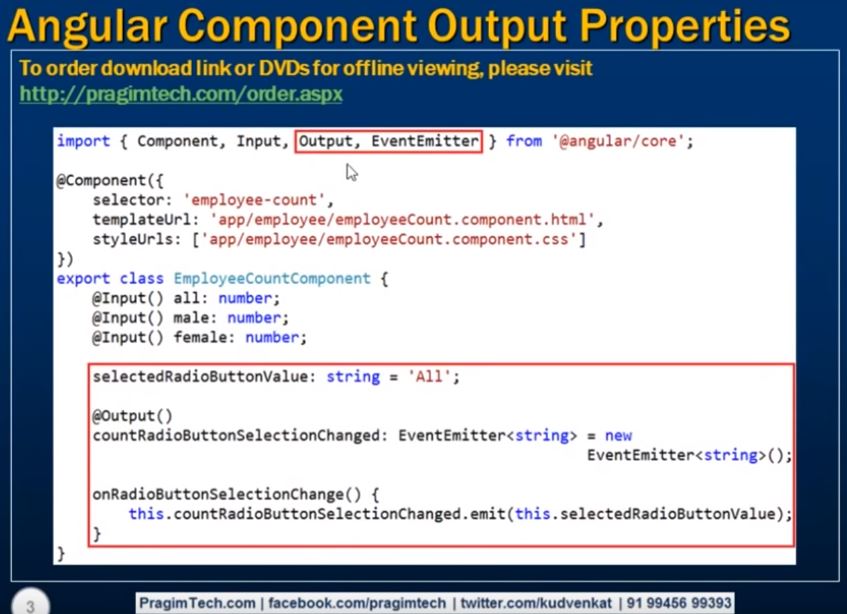 Angular Component Output Properties
To order download link or DVDs for offline viewing, please visit
http://pragimtech.com/order.aspx
import { Component, Input, Output, EventEmitter } from '@angular/core';
@Component({
    selector: 'employee-count',
    templateUrl: 'app/employee/employeeCount.component.html',
    styleUrls: ['app/employee/employeeCount.component.css']
})
export class EmployeeCountComponent {
    @Input() all: number;
    @Input() male: number;
    @Input() female: number;
    selectedRadioButtonValue: string = 'All';
    @Output()
    countRadioButtonSelectionChanged: EventEmitter<string> = new
EventEmitter<string>();
    onRadioButtonSelectionChange() {
        this.countRadioButtonSelectionChanged.emit(this.selectedRadioButtonValue);
    }
}
3
PragimTech.com | facebook.com/pragimtech | twitter.com/kudvenkat | 91 99456 99393